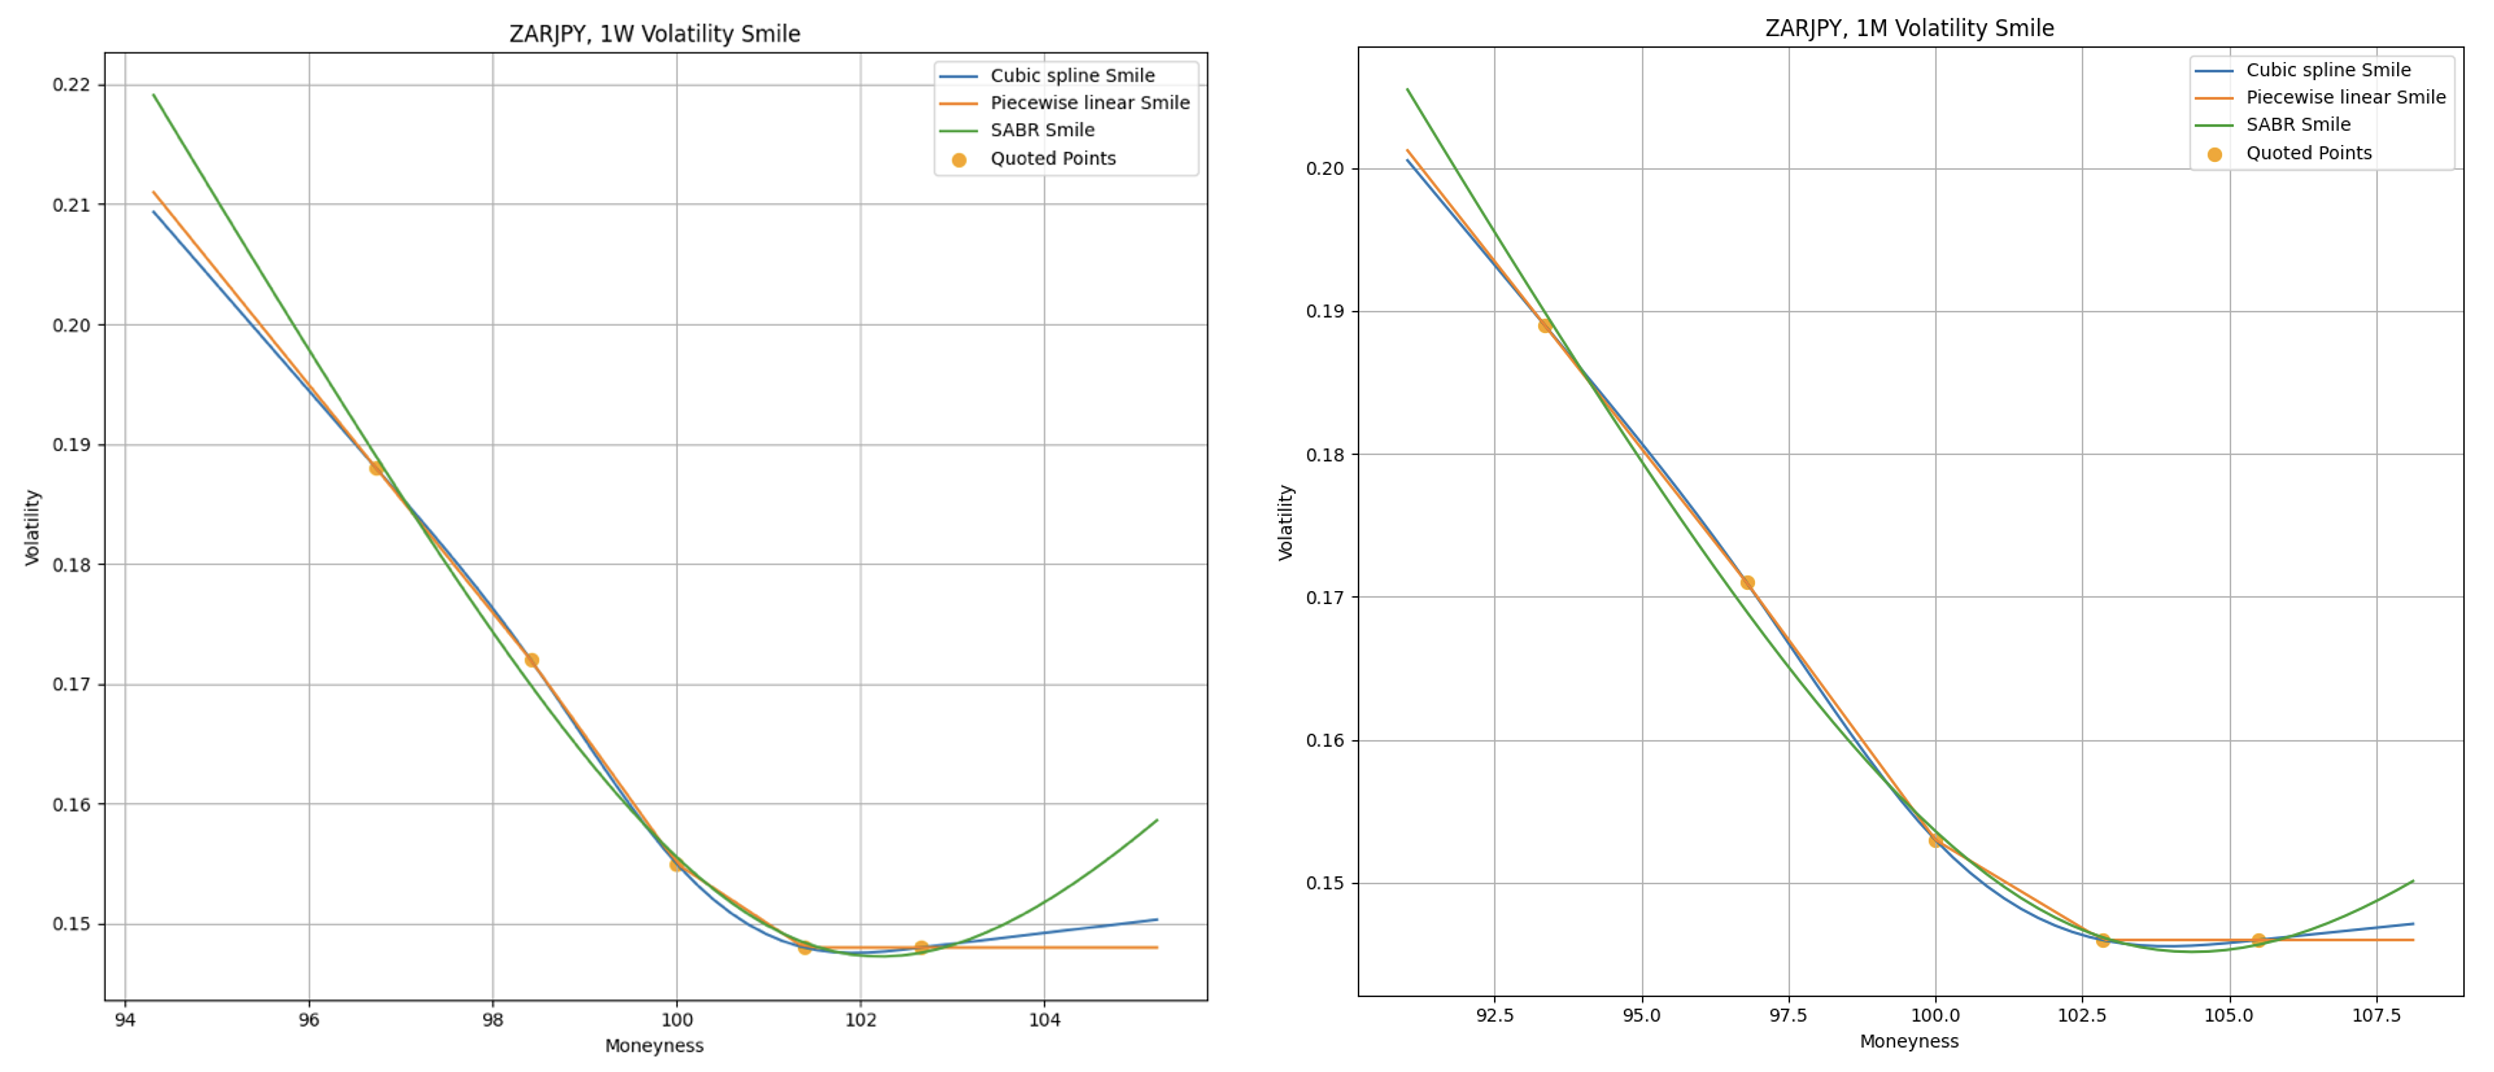 ZARJPY, 1W Volatility Smile
Cubic spline Smile
Piecewise linear Smile
SABR Smile
Quoted Points
Volatility
0.22
0.21
0.20
0.19
0.18
0.17
0.16
0.15
94
96
98
100
102
104
Moneyness
ZARJPY, 1M Volatility Smile
Cubic spline Smile
Piecewise linear Smile
SABR Smile
Quoted Points
Volatility
0.20
0.19
0.18
0.17
0.16
0.15
92.5
95.0
97.5
100.0
102.5
105.0
107.5
Moneyness